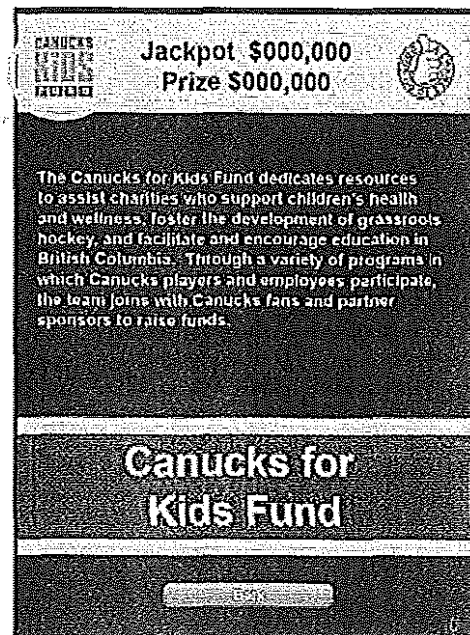 CANUCKS
KIDS
FUND
Jackpot $000,000
Prize $000,000
The Canucks for Kids Fund dedicates resources
to assist charities who support children's health
and wellness, foster the development of grassroots
hockey, and facilitate and encourage education in
British Columbia. Through a variety of programs in
which Canucks players and employees participate,
the team joins with Canucks fans and partner
sponsors to raise funds.
Canucks for
Kids Fund